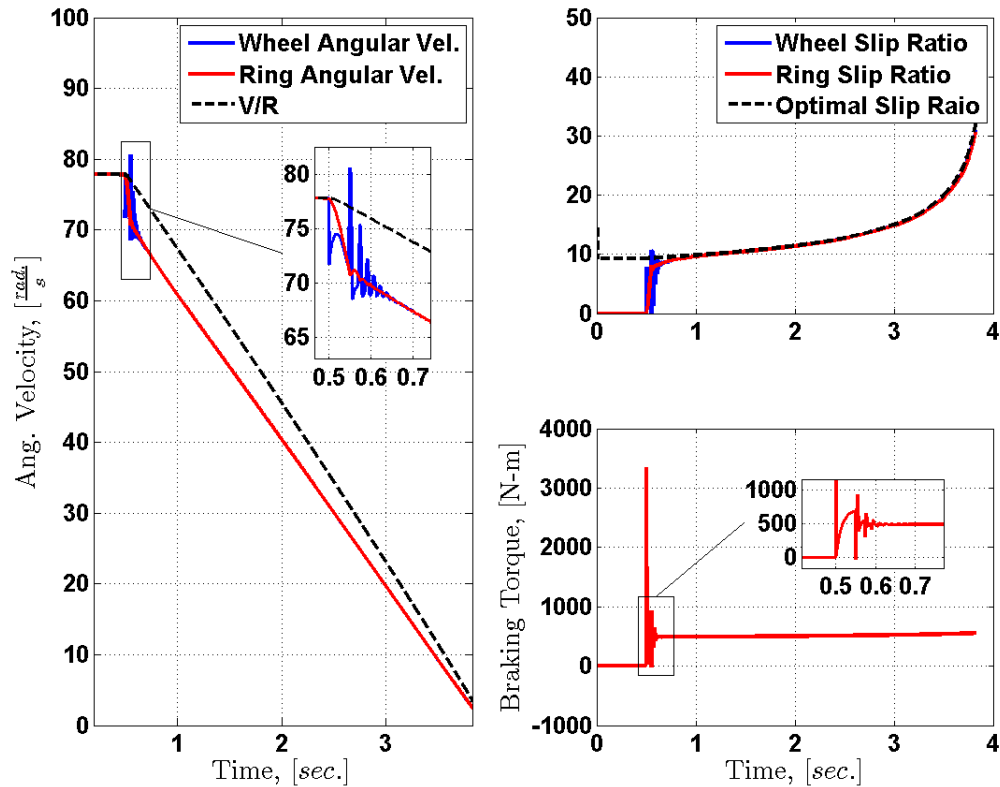 100
90
80
70
60
50
40
30
20
10
0
Ang. Velocity, [rad./s]
Wheel Angular Vel.
Ring Angular Vel.
V/R
80
75
70
65
0.5 0.6 0.7
1 2 3
Time, [sec.]
50
40
30
20
10
0
Wheel Slip Ratio
Ring Slip Ratio
Optimal Slip Raio
0 1 2 3 4
4000
3000
2000
1000
0
-1000
Braking Torque, [N-m]
1000
500
0
0.5 0.6 0.7
0 1 2 3 4
Time, [sec.]